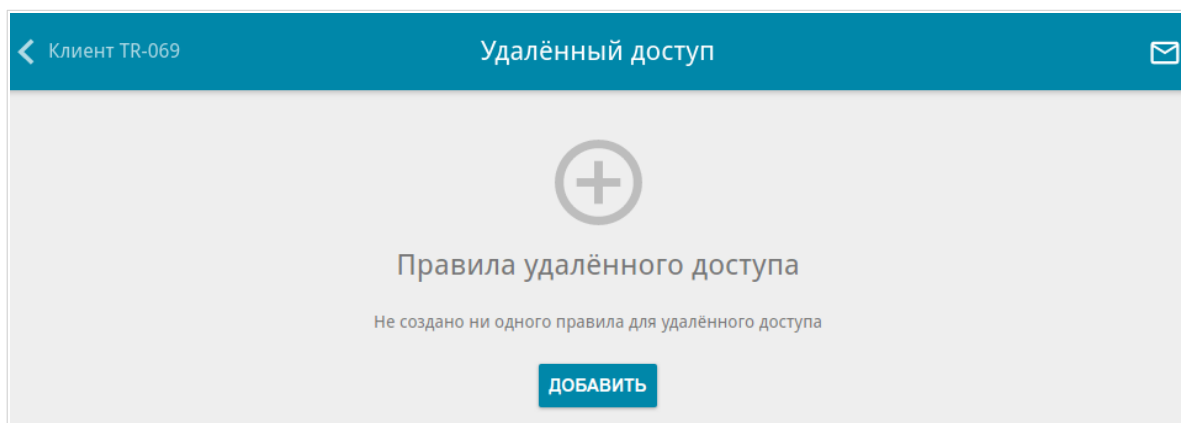 Клиент TR-069
Удалённый доступ
Правила удалённого доступа
Не создано ни одного правила для удалённого доступа
ДОБАВИТЬ